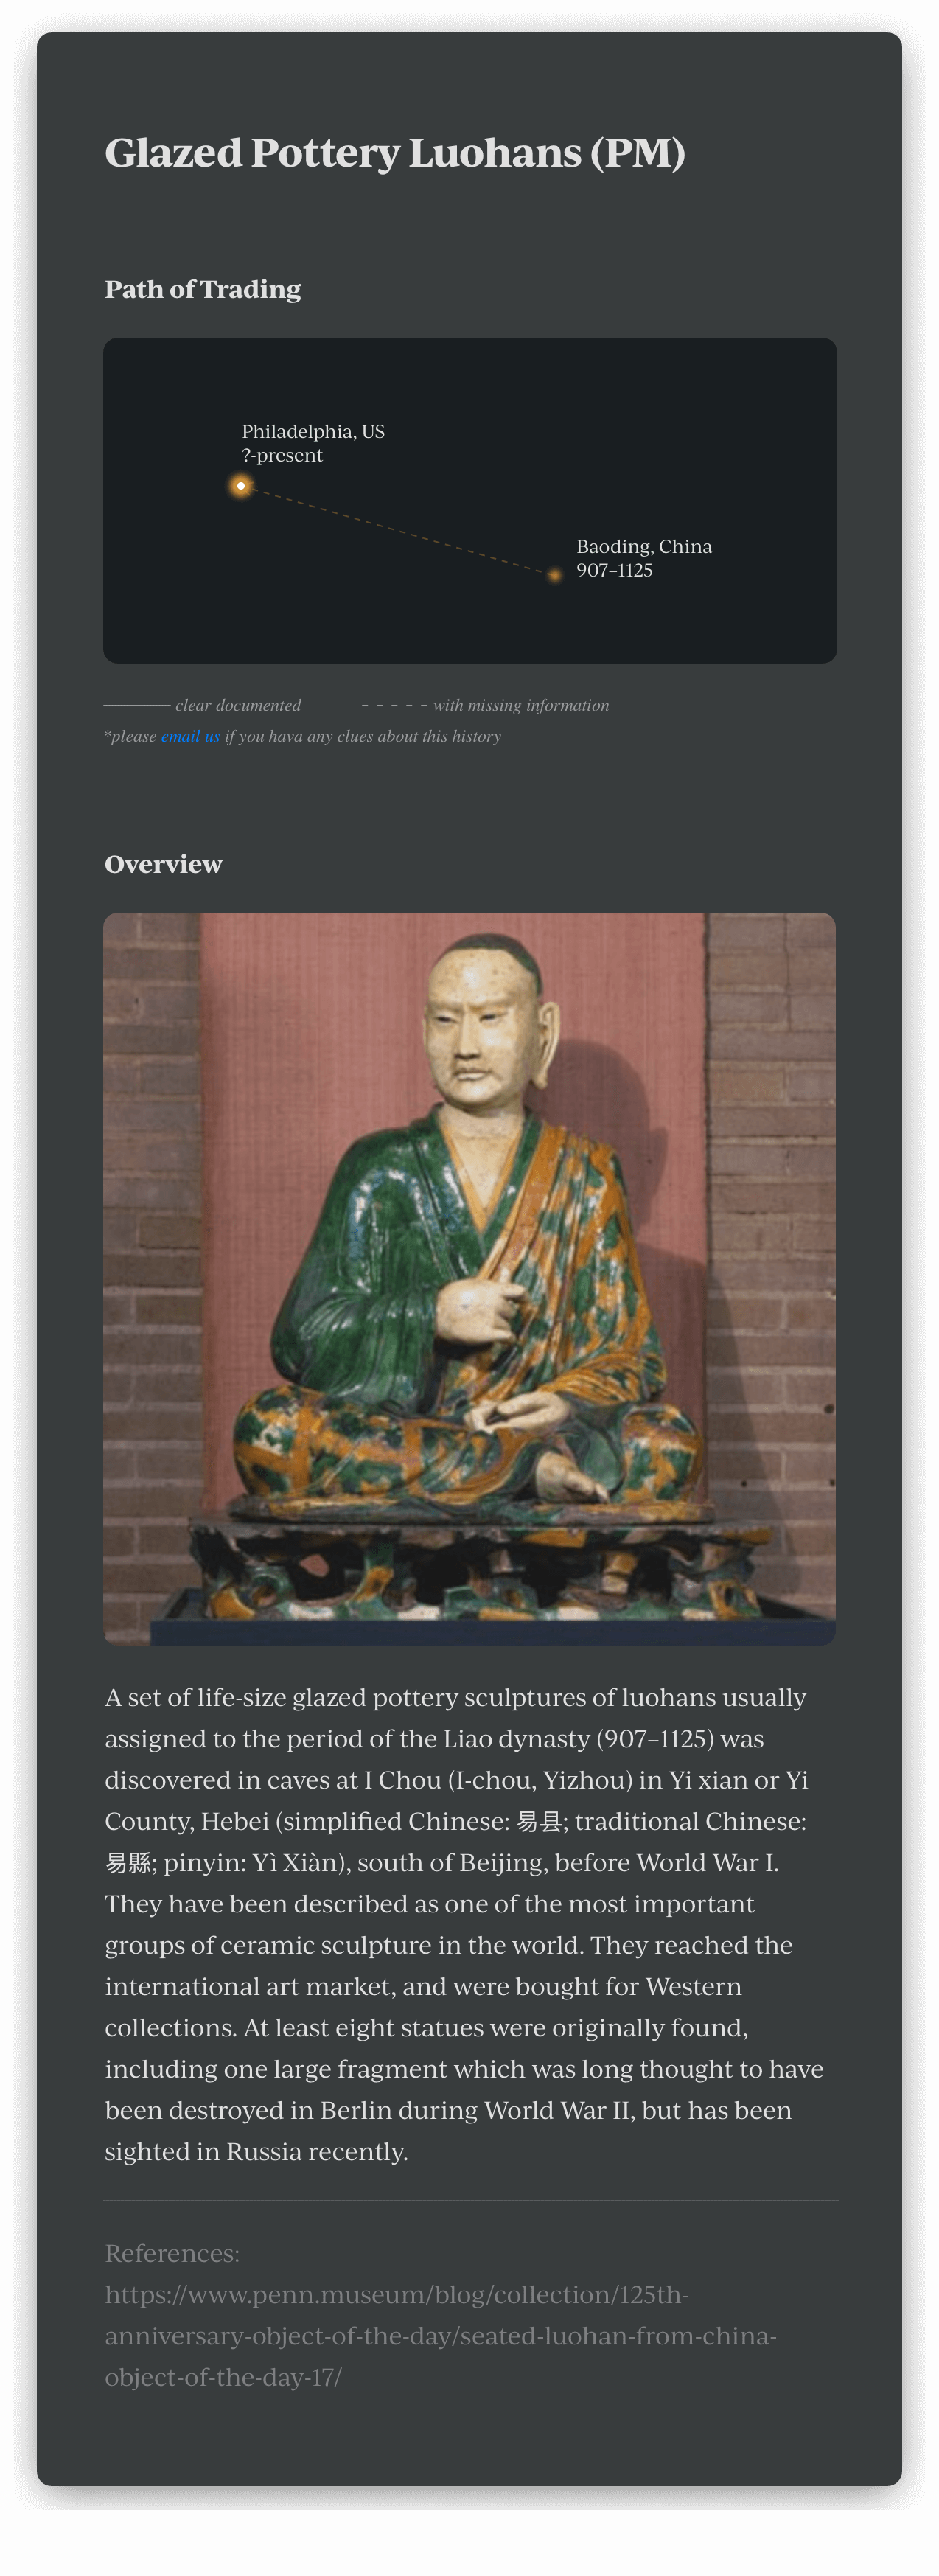 Glazed Pottery Luohans (PM)
Path of Trading
Philadelphia, US
?-present
Baoding, China
907–1125
clear documented
with missing information
*please email us if you hava any clues about this history
Overview
A set of life-size glazed pottery sculptures of luohans usually
assigned to the period of the Liao dynasty (907–1125) was
discovered in caves at I Chou (I-chou, Yizhou) in Yi xian or Yi
County, Hebei (simplified Chinese: 易县; traditional Chinese:
易縣; pinyin: Yì Xiàn), south of Beijing, before World War I.
They have been described as one of the most important
groups of ceramic sculpture in the world. They reached the
international art market, and were bought for Western
collections. At least eight statues were originally found,
including one large fragment which was long thought to have
been destroyed in Berlin during World War II, but has been
sighted in Russia recently.
References:
https://www.penn.museum/blog/collection/125th-
anniversary-object-of-the-day/seated-luohan-from-china-
object-of-the-day-17/